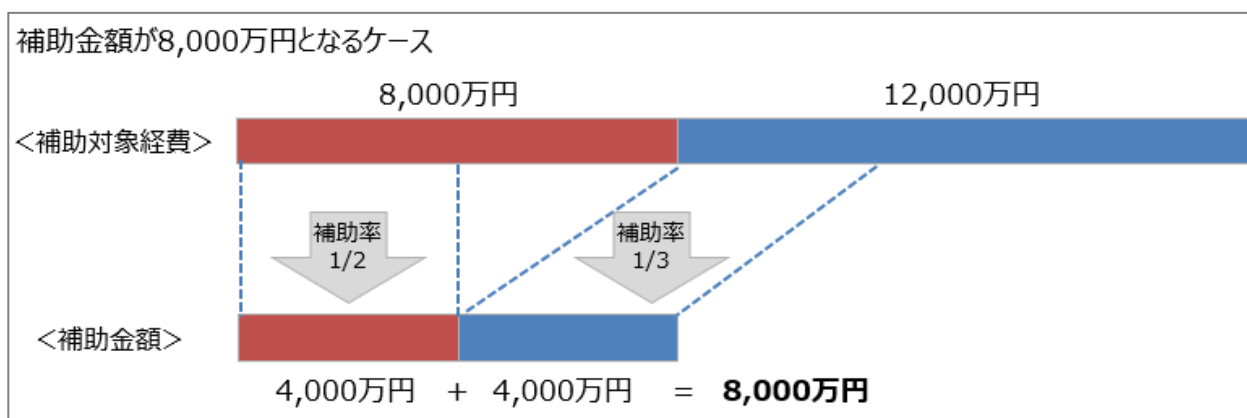 補助金額が8,000万円となるケース
8,000万円 12,000万円
＜補助対象経費＞
補助率 補助率
1/2 1/3
＜補助金額＞
4,000万円 + 4,000万円 = 8,000万円